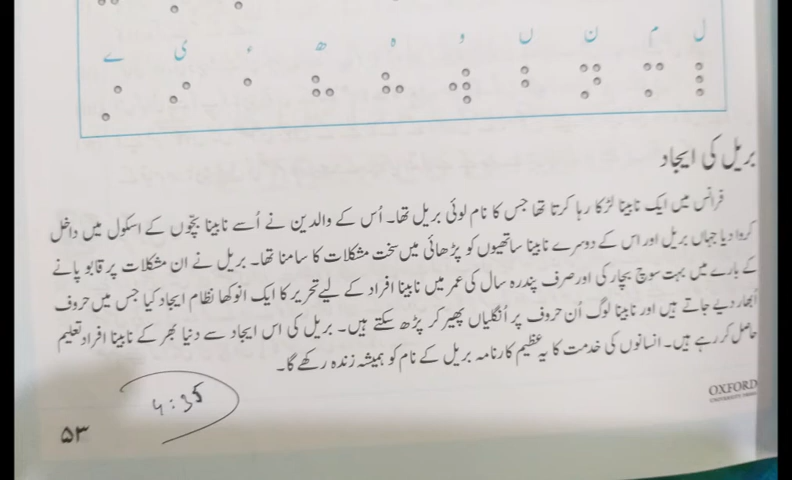 ل م ن ں و ہ ھ ء ی ے
بریل کی ایجاد
فرانس میں ایک نابینا لڑکا رہا کرتا تھا جس کا نام لوئی بریل تھا۔ اُس کے والدین نے اُسے نابینا بچّوں کے اسکول میں داخل
کروا دیا جہاں بریل اور اس کے دوسرے نابینا ساتھیوں کو پڑھائی میں سخت مشکلات کا سامنا تھا۔ بریل نے ان مشکلات پر قابو پانے
کے بارے میں بہت سوچ بچار کی اور صرف پندرہ سال کی عمر میں نابینا افراد کے لیے تحریر کا ایک انوکھا نظام ایجاد کیا جس میں حروف
اُبھار دیے جاتے ہیں اور نابینا لوگ اُن حروف پر اُنگلیاں پھیر کر پڑھ سکتے ہیں۔ بریل کی اس ایجاد سے دنیا بھر کے نابینا افراد تعلیم
حاصل کر رہے ہیں۔ انسانوں کی خدمت کا یہ عظیم کارنامہ بریل کے نام کو ہمیشہ زندہ رکھے گا۔
4:35
OXFORD
UNIVERSITY PRESS
۵۳